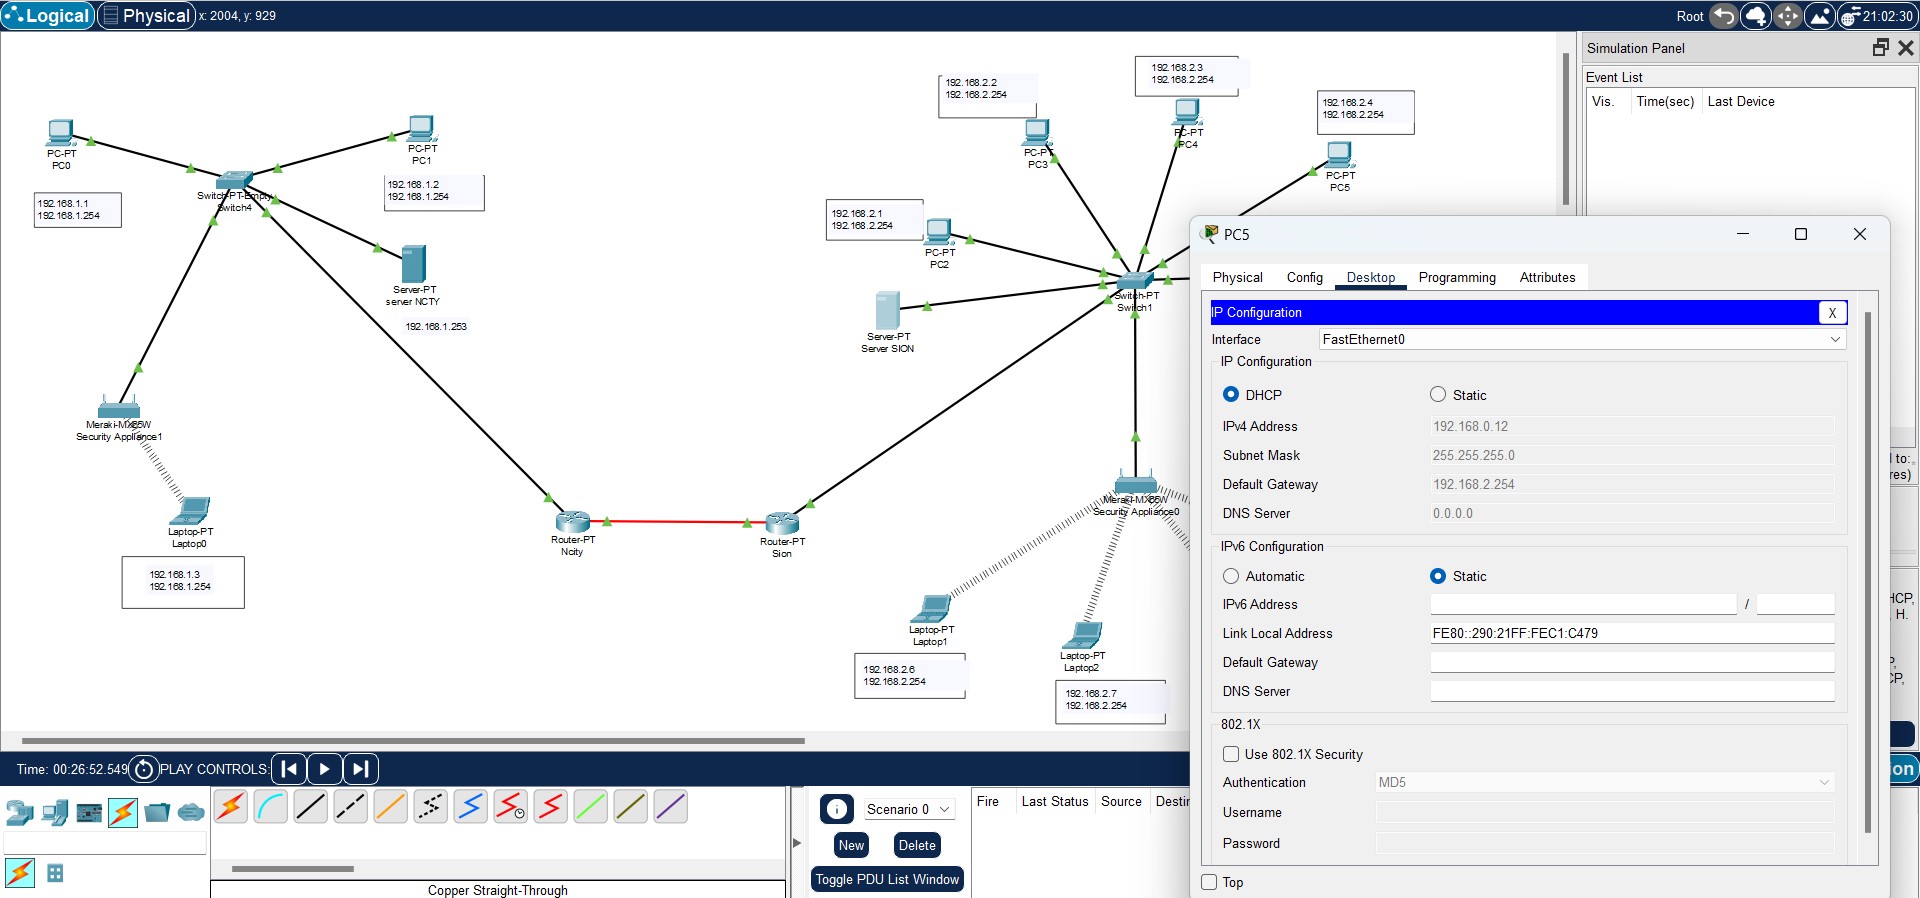 Logical
Physical
x: 2004, y: 929
Root
21:02:30
Simulation Panel
Event List
Vis.
Time(sec)
Last Device
PC-PT
PC0
192.168.1.1
192.168.1.254
PC-PT
PC1
192.168.1.2
192.168.1.254
Switch-PT-Empty
Switch4
Server-PT
server NCTY
192.168.1.253
Meraki-MX65W
Security Appliance1
Laptop-PT
Laptop0
192.168.1.3
192.168.1.254
Router-PT
Ncity
Router-PT
Sion
192.168.2.2
192.168.2.254
PC-PT
PC3
192.168.2.3
192.168.2.254
PC-PT
PC4
192.168.2.4
192.168.2.254
PC-PT
PC5
192.168.2.1
192.168.2.254
PC-PT
PC2
Switch-PT
Switch1
Server-PT
Server SION
Meraki-MX65W
Security Appliance0
Laptop-PT
Laptop1
192.168.2.6
192.168.2.254
Laptop-PT
Laptop2
192.168.2.7
192.168.2.254
PC5
Physical
Config
Desktop
Programming
Attributes
IP Configuration
X
Interface
FastEthernet0
IP Configuration
DHCP
Static
IPv4 Address
192.168.0.12
Subnet Mask
255.255.255.0
Default Gateway
192.168.2.254
DNS Server
0.0.0.0
IPv6 Configuration
Automatic
Static
IPv6 Address
/
Link Local Address
FE80::290:21FF:FEC1:C479
Default Gateway
DNS Server
802.1X
Use 802.1X Security
Authentication
MD5
Username
Password
Top
Time: 00:26:52.549
PLAY CONTROLS:
Scenario 0
New
Delete
Toggle PDU List Window
Fire
Last Status
Source
Copper Straight-Through